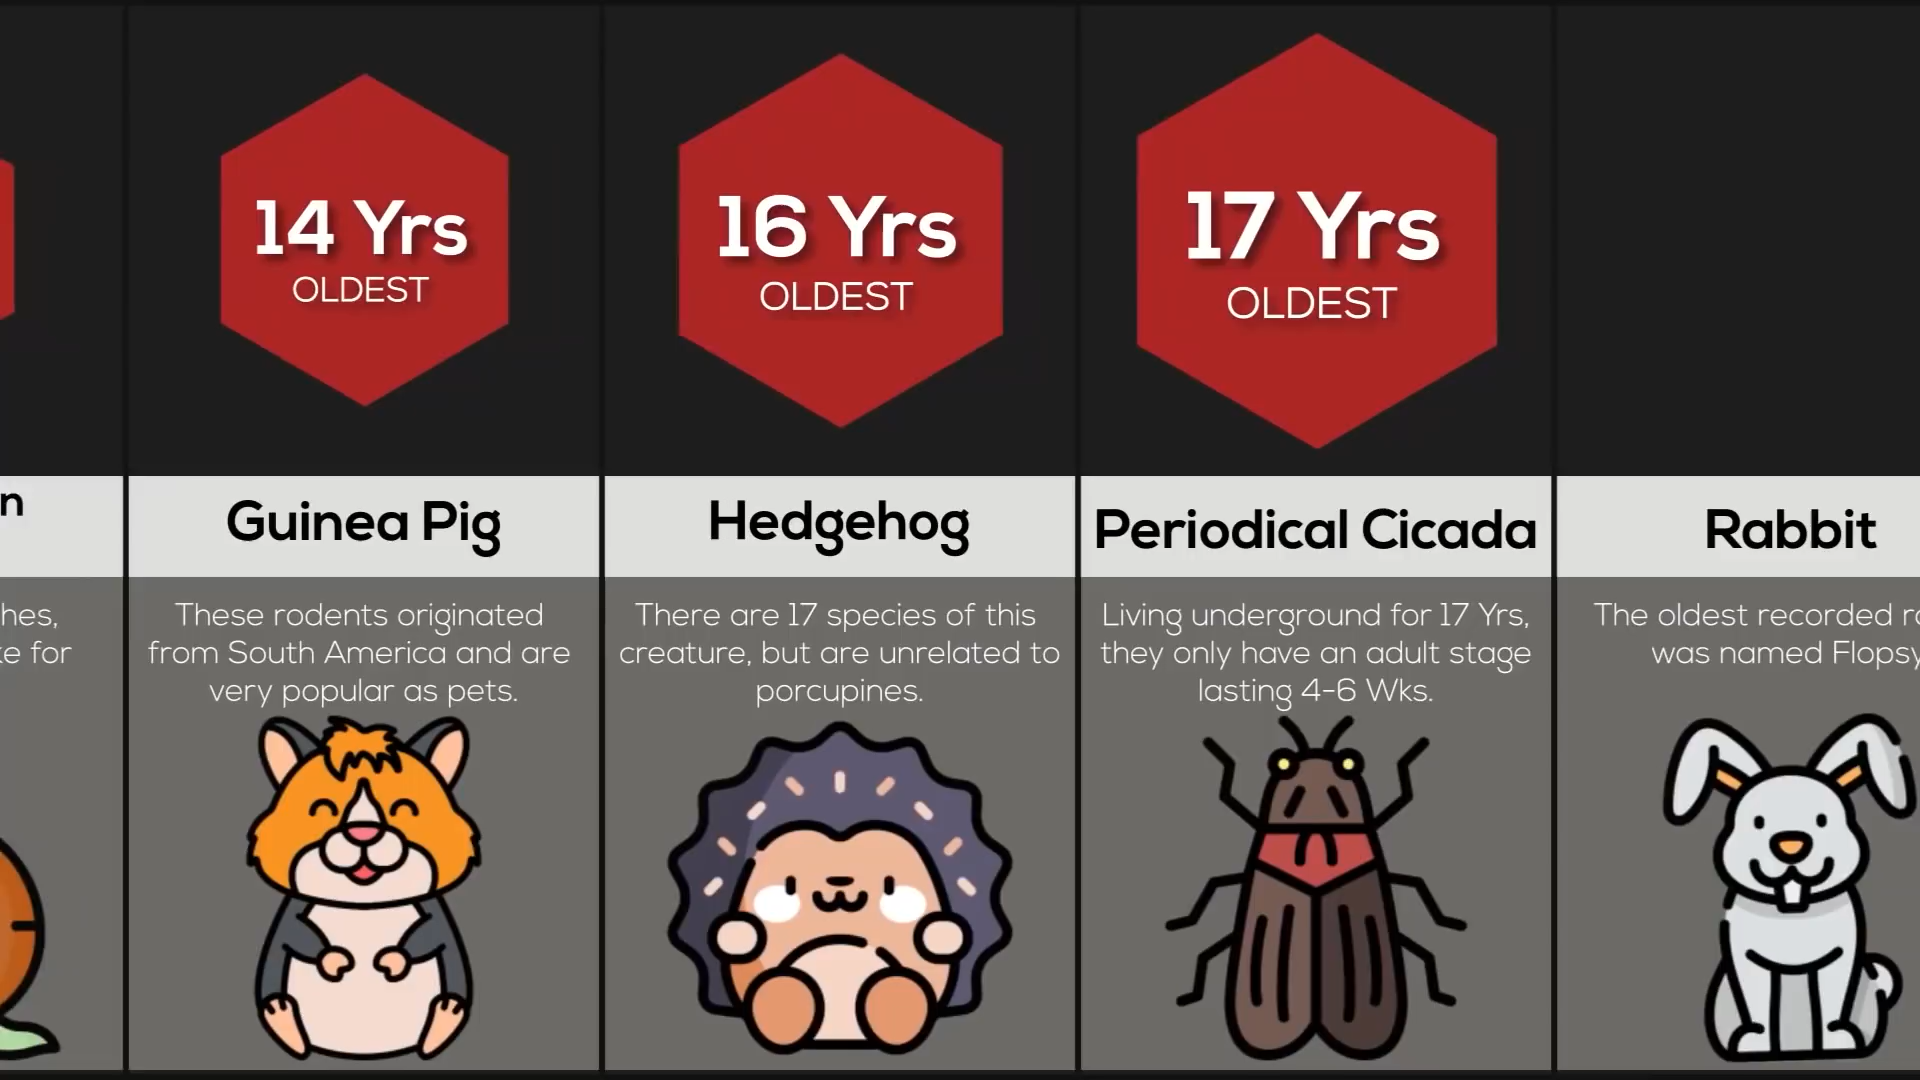 14 Yrs
OLDEST
16 Yrs
OLDEST
17 Yrs
OLDEST
Guinea Pig
Hedgehog
Periodical Cicada
Rabbit
for
These rodents originated
from South America and are
very popular as pets.
There are 17 species of this
creature, but are unrelated to
porcupines.
Living underground for 17 Yrs,
they only have an adult stage
lasting 4-6 Wks.
The oldest recorded
was named Flopsy